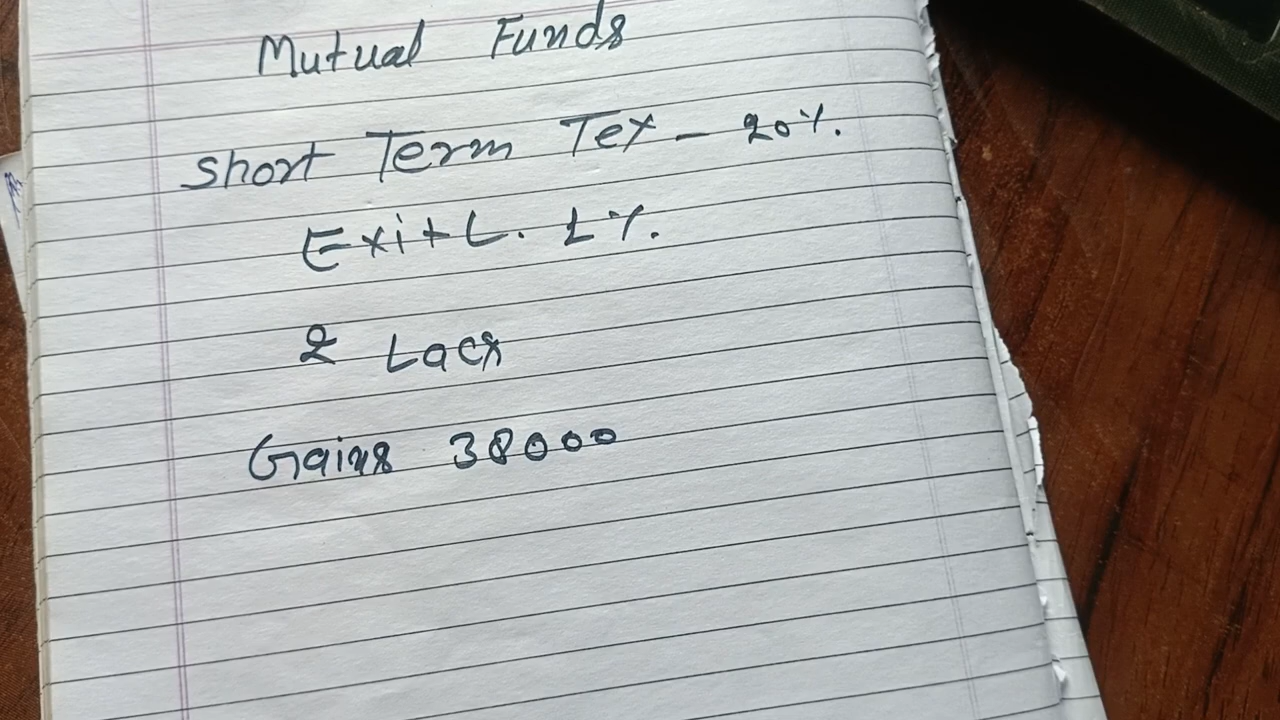 Mutual Funds
Short Term Tex - 20%.
Exit L. 1%.
2 Lacs
Gains 38000